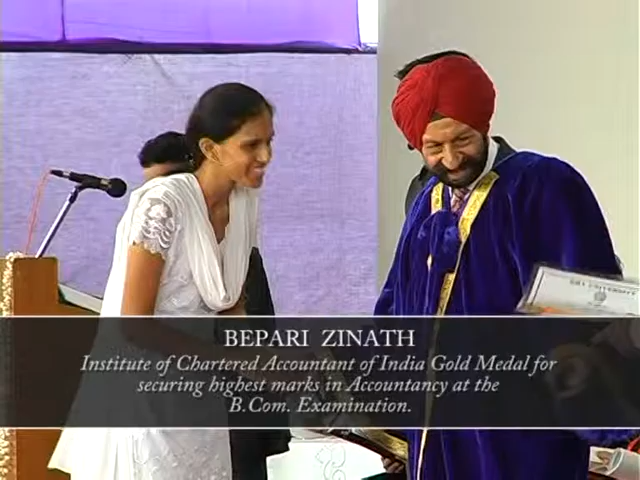 BEPARI ZINATH
Institute of Chartered Accountant of India Gold Medal for
securing highest marks in Accountancy at the
B.Com. Examination.